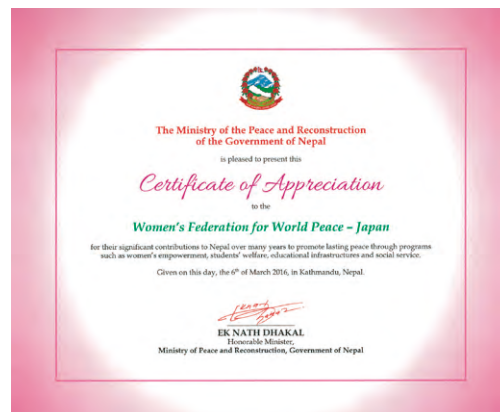 The Ministry of the Peace and Reconstruction
of the Government of Nepal
is pleased to present this
Certificate of Appreciation
to the
Women's Federation for World Peace – Japan
for their significant contributions to Nepal over many years to promote lasting peace through programs
such as women's empowerment, students' welfare, educational infrastructures and social service.
Given on this day, the 6th of March 2016, in Kathmandu, Nepal.
EK NATH DHAKAL
Honorable Minister,
Ministry of Peace and Reconstruction, Government of Nepal